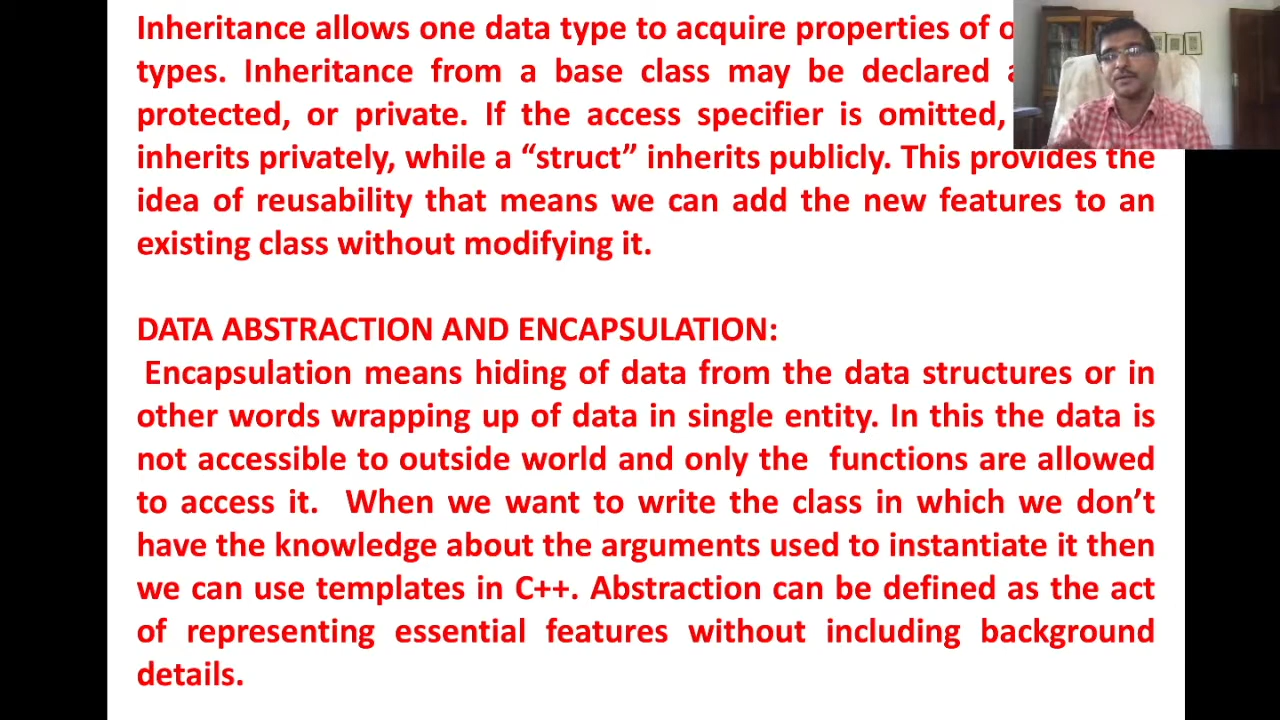 Inheritance allows one data type to acquire properties of
types. Inheritance from a base class may be declared
protected, or private. If the access specifier is omitted,
inherits privately, while a “struct” inherits publicly. This provides the
idea of reusability that means we can add the new features to an
existing class without modifying it.
DATA ABSTRACTION AND ENCAPSULATION:
Encapsulation means hiding of data from the data structures or in
other words wrapping up of data in single entity. In this the data is
not accessible to outside world and only the functions are allowed
to access it. When we want to write the class in which we don’t
have the knowledge about the arguments used to instantiate it then
we can use templates in C++. Abstraction can be defined as the act
of representing essential features without including background
details.